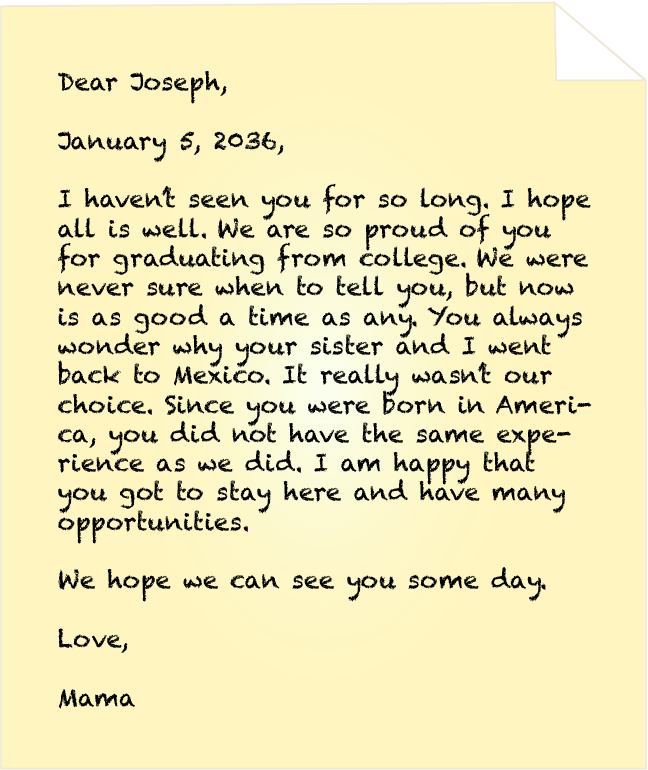 Dear Joseph,
January 5, 2036,
I haven't seen you for so long. I hope
all is well. We are so proud of you
for graduating from college. We were
never sure when to tell you, but now
is as good a time as any. You always
wonder why your sister and I went
back to Mexico. It really wasn't our
choice. Since you were born in Ameri-
ca, you did not have the same expe-
rience as we did. I am happy that
you got to stay here and have many
opportunities.
We hope we can see you some day.
Love,
Mama